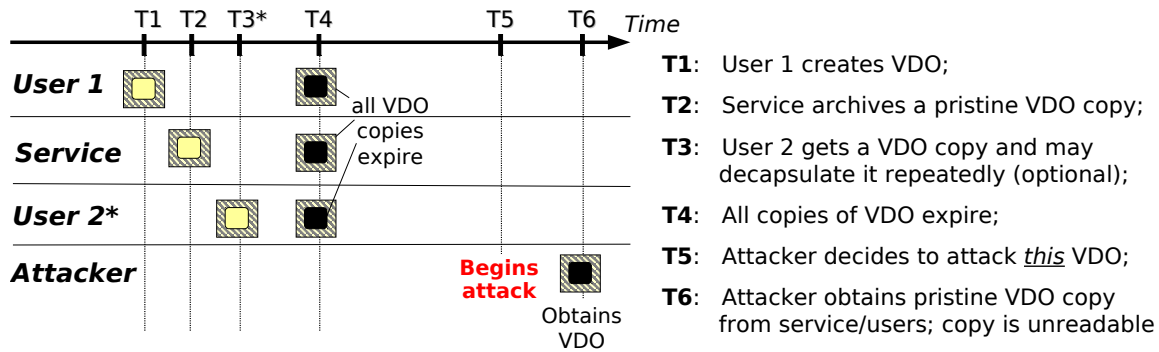 T1 T2 T3* T4 T5 T6 Time
User 1
all VDO
copies
expire
Service
User 2*
Attacker
Begins
attack
Obtains
VDO
T1: User 1 creates VDO;
T2: Service archives a pristine VDO copy;
T3: User 2 gets a VDO copy and may
decapsulate it repeatedly (optional);
T4: All copies of VDO expire;
T5: Attacker decides to attack this VDO;
T6: Attacker obtains pristine VDO copy
from service/users; copy is unreadable